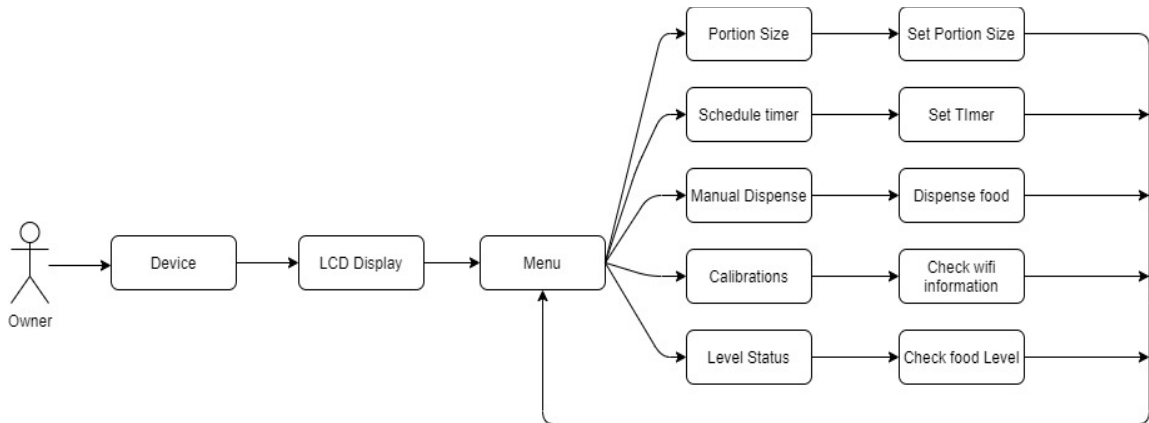 Portion Size
Set Portion Size
Schedule timer
Set TImer
Manual Dispense
Dispense food
Device
LCD Display
Menu
Calibrations
Check wifi
information
Owner
Level Status
Check food Level